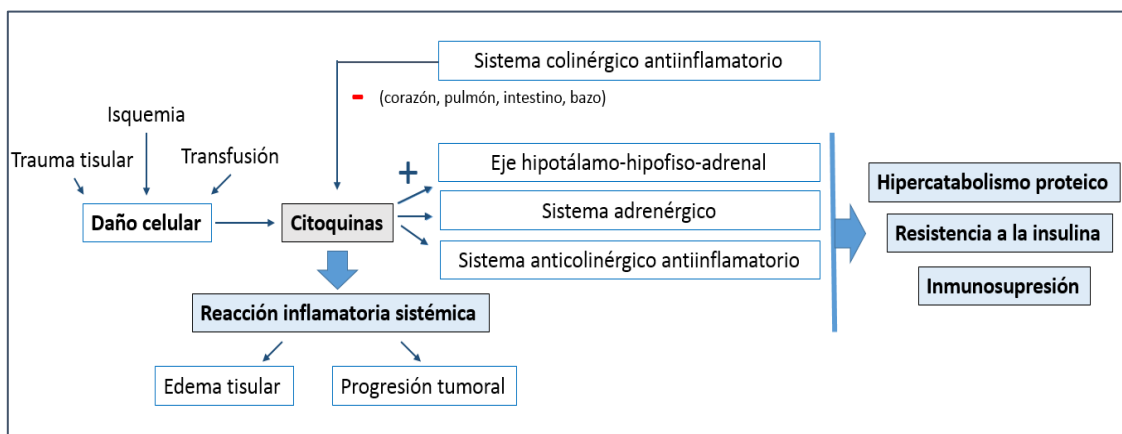 Sistema colinérgico antiinflamatorio
- (corazón, pulmón, intestino, bazo)
Isquemia
Trauma tisular
Transfusión
Daño celular
Citoquinas
+
Eje hipotálamo-hipofiso-adrenal
Sistema adrenérgico
Sistema anticolinérgico antiinflamatorio
Hipercatabolismo proteico
Resistencia a la insulina
Inmunosupresión
Reacción inflamatoria sistémica
Edema tisular
Progresión tumoral